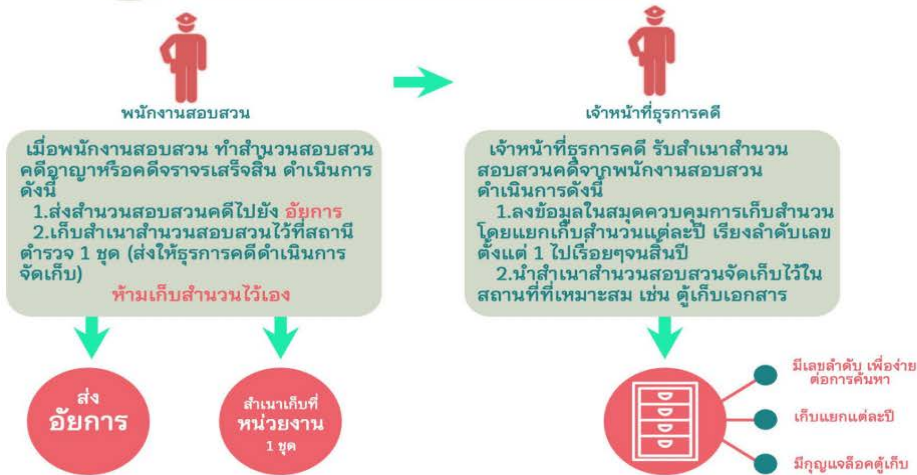 พนักงานสอบสวน
เมื่อพนักงานสอบสวน ทำสำนวนสอบสวน
คดีอาญาหรือคดีจราจรเสร็จสิ้น ดำเนินการ
ดังนี้
1.ส่งสำนวนสอบสวนคดีไปยัง อัยการ
2.เก็บสำเนาสำนวนสอบสวนไว้ที่สถานี
ตำรวจ 1 ชุด (ส่งให้ธุรการคดีดำเนินการ
จัดเก็บ)
ห้ามเก็บสำนวนไว้เอง
ส่ง
อัยการ
สำเนาเก็บที่
หน่วยงาน
1 ชุด
เจ้าหน้าที่ธุรการคดี
เจ้าหน้าที่ธุรการคดี รับสำเนาสำนวน
สอบสวนคดีจากพนักงานสอบสวน
ดำเนินการดังนี้
1.ลงข้อมูลในสมุดควบคุมการเก็บสำนวน
โดยแยกเก็บสำนวนแต่ละปี เรียงลำดับเลข
ตั้งแต่ 1 ไปเรื่อยๆจนสิ้นปี
2.นำสำเนาสำนวนสอบสวนจัดเก็บไว้ใน
สถานที่ที่เหมาะสม เช่น ตู้เก็บเอกสาร
มีเลขลำดับ เพื่อง่าย
ต่อการค้นหา
เก็บแยกแต่ละปี
มีกุญแจล็อคตู้เก็บ